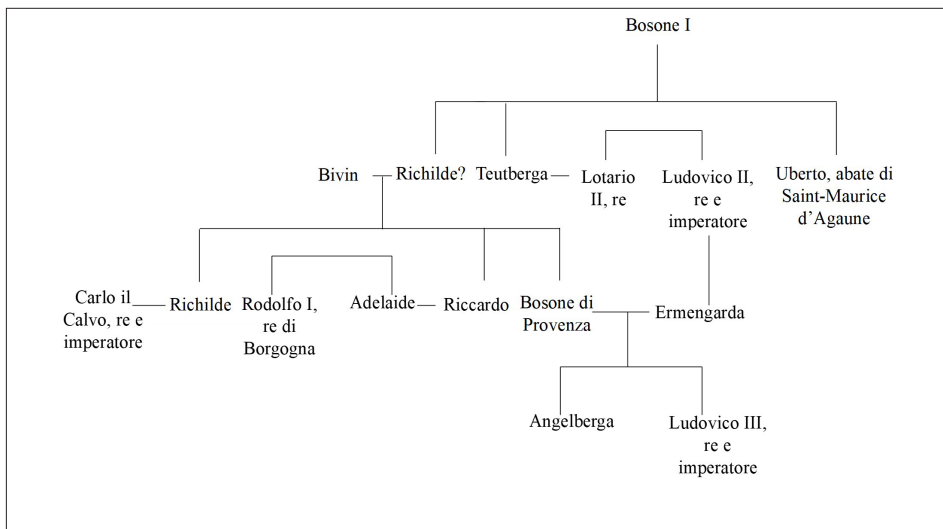 Bosone I
Bivin
Richilde?
Teutberga
Lotario
II, re
Ludovico II,
re e
imperatore
Uberto, abate di
Saint-Maurice
d’Agaune
Carlo il
Calvo, re e
imperatore
Richilde
Rodolfo I,
re di
Borgogna
Adelaide
Riccardo
Bosone di
Provenza
Ermengarda
Angelberga
Ludovico III,
re e
imperatore